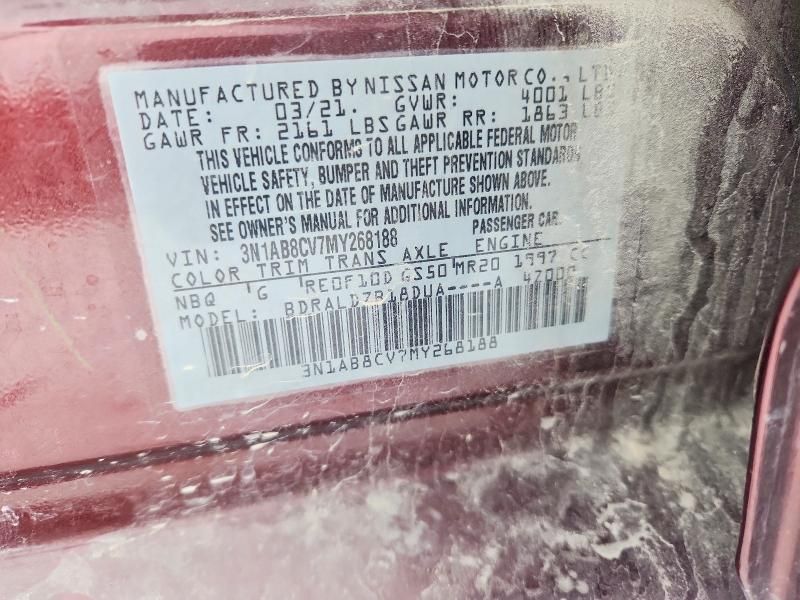 MANUFACTURED BY NISSAN MOTOR CO., LTD
DATE: 03/21. GVWR: 4001 LBS
GAWR FR: 2161 LBS GAWR RR: 1863 LB
THIS VEHICLE CONFORMS TO ALL APPLICABLE FEDERAL MOTOR
VEHICLE SAFETY, BUMPER AND THEFT PREVENTION STANDARDS
IN EFFECT ON THE DATE OF MANUFACTURE SHOWN ABOVE.
SEE OWNER'S MANUAL FOR ADDITIONAL INFORMATION.
VIN: 3N1AB8CV7MY268188 PASSENGER CAR.
COLOR TRIM TRANS AXLE ENGINE
NBQ G RE0F10D GS50 MR20 1997 CC
MODEL: BDRALDZB18DUA----A 47000
3N1AB8CV7MY268188